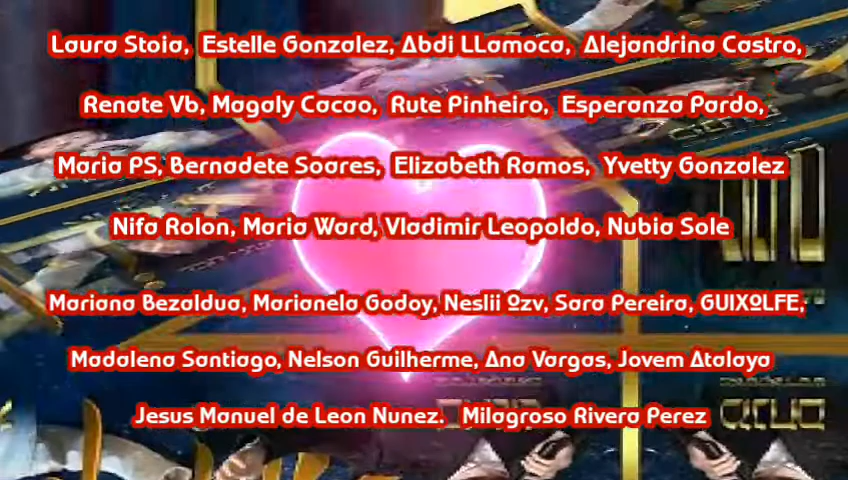 Laura Stoia, Estelle Gonzalez, Abdi LLamoca, Alejandrina Castro,
Renate Vb, Magaly Cacao, Rute Pinheiro, Esperanza Pardo,
Maria PS, Bernadete Soares, Elizabeth Ramos, Yvetty Gonzalez
Nifa Rolon, Maria Ward, Vladimir Leopoldo, Nubia Sole
Mariana Bezaldua, Marianela Godoy, Neslii Ozv, Sara Pereira, GUIXOLFE,
Madalena Santiago, Nelson Guilherme, Ana Vargas, Jovem Atalaya
Jesus Manuel de Leon Nunez. Milagroso Rivera Perez